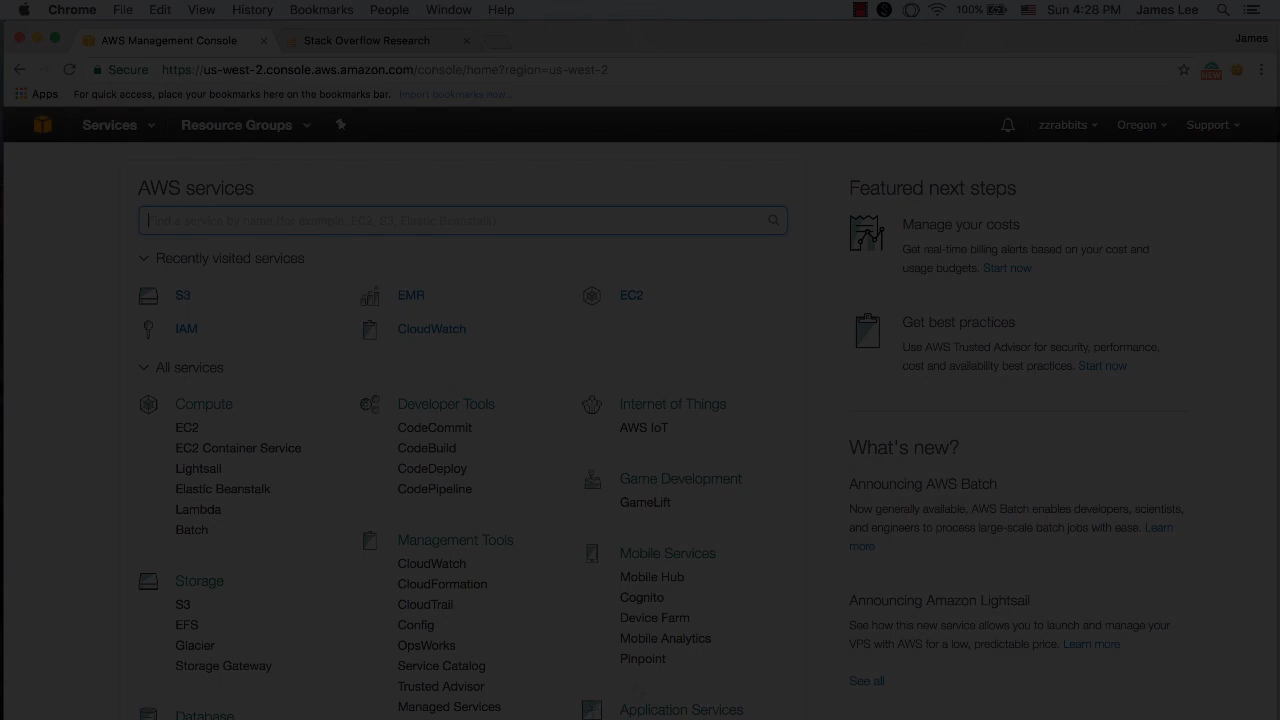 Chrome File Edit View History Bookmarks People Window Help 100% Sun 4:28 PM James Lee
AWS Management Console Stack Overflow Research James
Secure https://us-west-2.console.aws.amazon.com/console/home?region=us-west-2 NEW
Apps For quick access, place your bookmarks here on the bookmarks bar. Import bookmarks now...
Services Resource Groups zzrabbits Oregon Support
AWS services
Find a service by name (for example, EC2, S3, Elastic Beanstalk)
Recently visited services
S3 EMR EC2
IAM CloudWatch
All services
Compute
EC2
EC2 Container Service
Lightsail
Elastic Beanstalk
Lambda
Batch
Storage
S3
EFS
Glacier
Storage Gateway
Database
Developer Tools
CodeCommit
CodeBuild
CodeDeploy
CodePipeline
Management Tools
CloudWatch
CloudFormation
CloudTrail
Config
OpsWorks
Service Catalog
Trusted Advisor
Managed Services
Internet of Things
AWS IoT
Game Development
GameLift
Mobile Services
Mobile Hub
Cognito
Device Farm
Mobile Analytics
Pinpoint
Application Services
Featured next steps
Manage your costs
Get real-time billing alerts based on your cost and
usage budgets. Start now
Get best practices
Use AWS Trusted Advisor for security, performance,
cost and availability best practices. Start now
What's new?
Announcing AWS Batch
Now generally available, AWS Batch enables developers, scientists,
and engineers to process large-scale batch jobs with ease. Learn
more
Announcing Amazon Lightsail
See how this new service allows you to launch and manage your
VPS with AWS for a low, predictable price. Learn more
See all